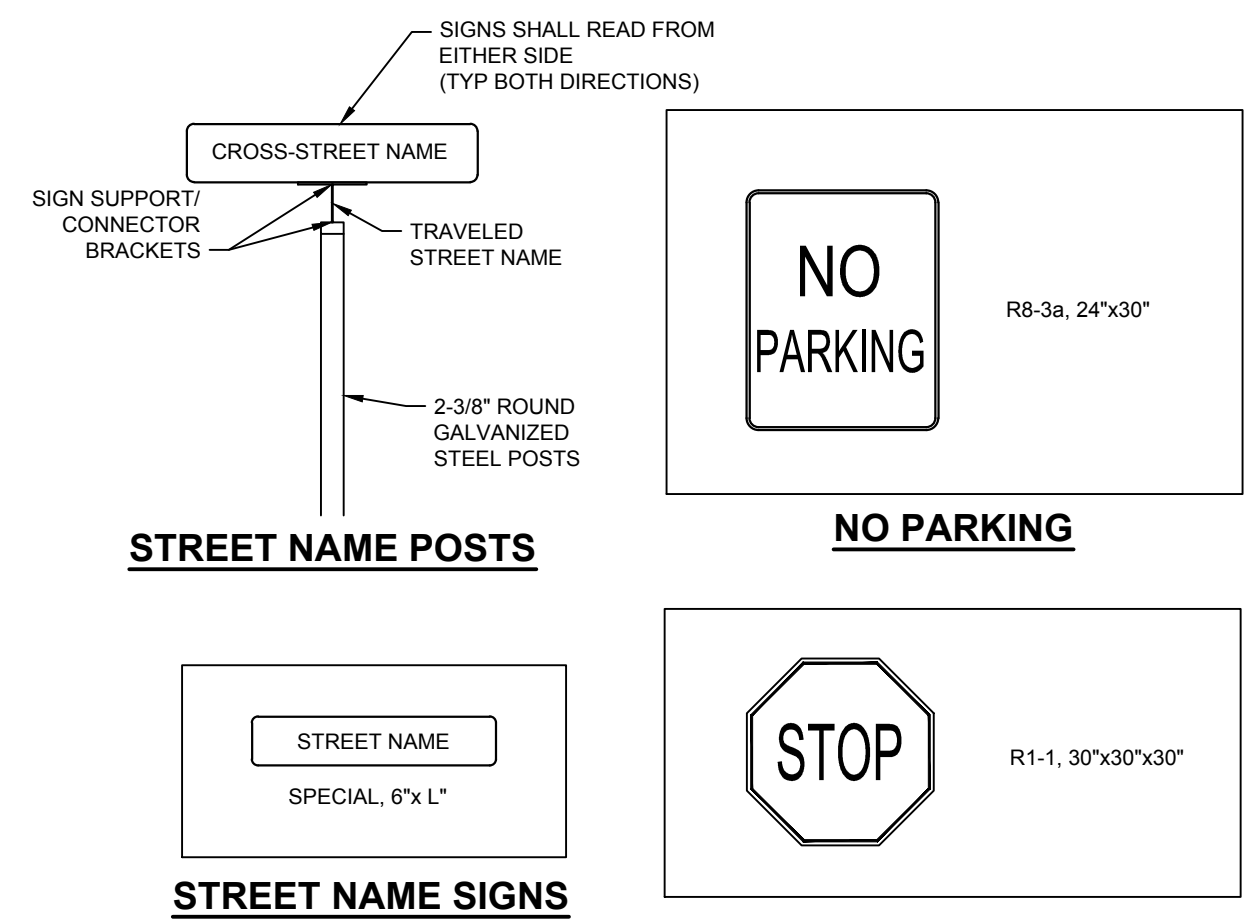 SIGNS SHALL READ FROM
EITHER SIDE
(TYP BOTH DIRECTIONS)
CROSS-STREET NAME
SIGN SUPPORT/
CONNECTOR
BRACKETS
TRAVELED
STREET NAME
2-3/8" ROUND
GALVANIZED
STEEL POSTS
STREET NAME POSTS
NO
PARKING
R8-3a, 24"x30"
NO PARKING
STREET NAME
SPECIAL, 6"x L"
STREET NAME SIGNS
STOP
R1-1, 30"x30"x30"